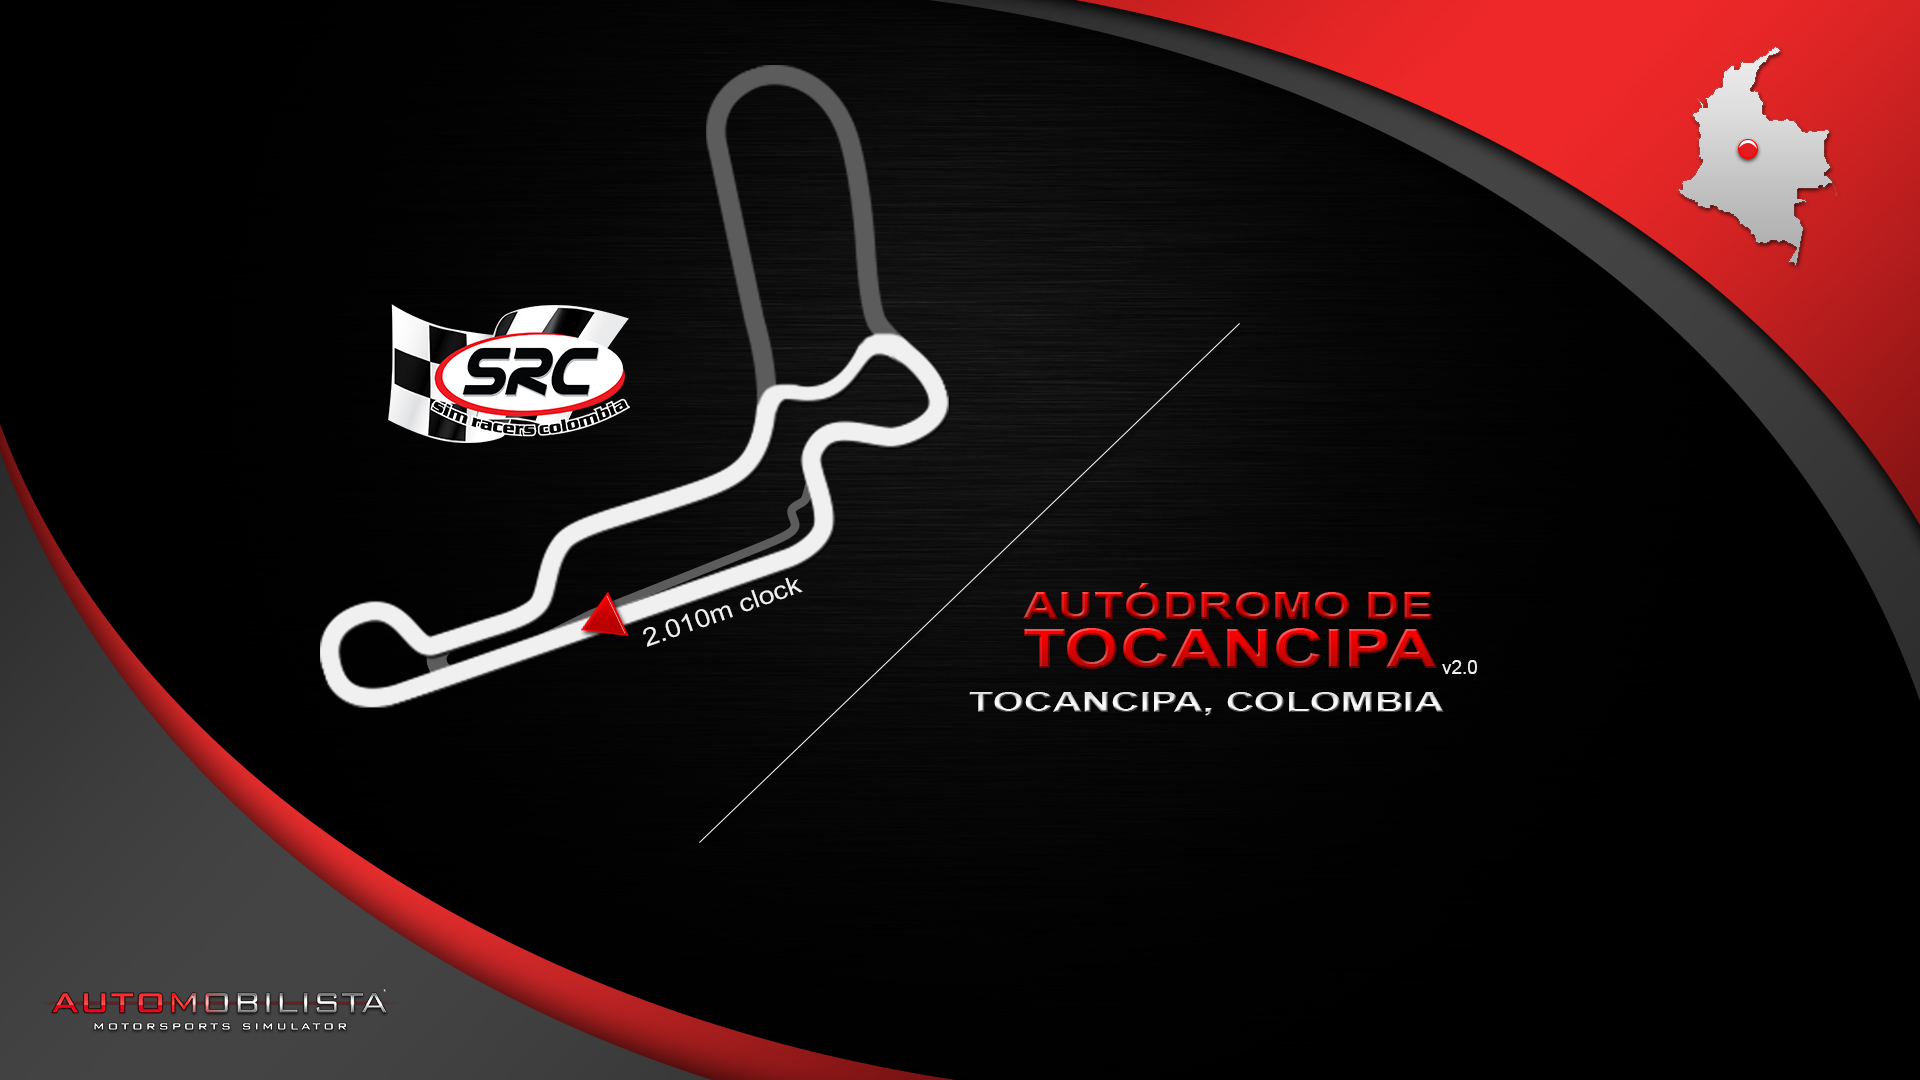 SRC
sim racers colombia
2.010m clock
AUTÓDROMO DE
TOCANCIPA v2.0
TOCANCIPA, COLOMBIA
AUTOMOBILISTA
MOTORSPORTS SIMULATOR